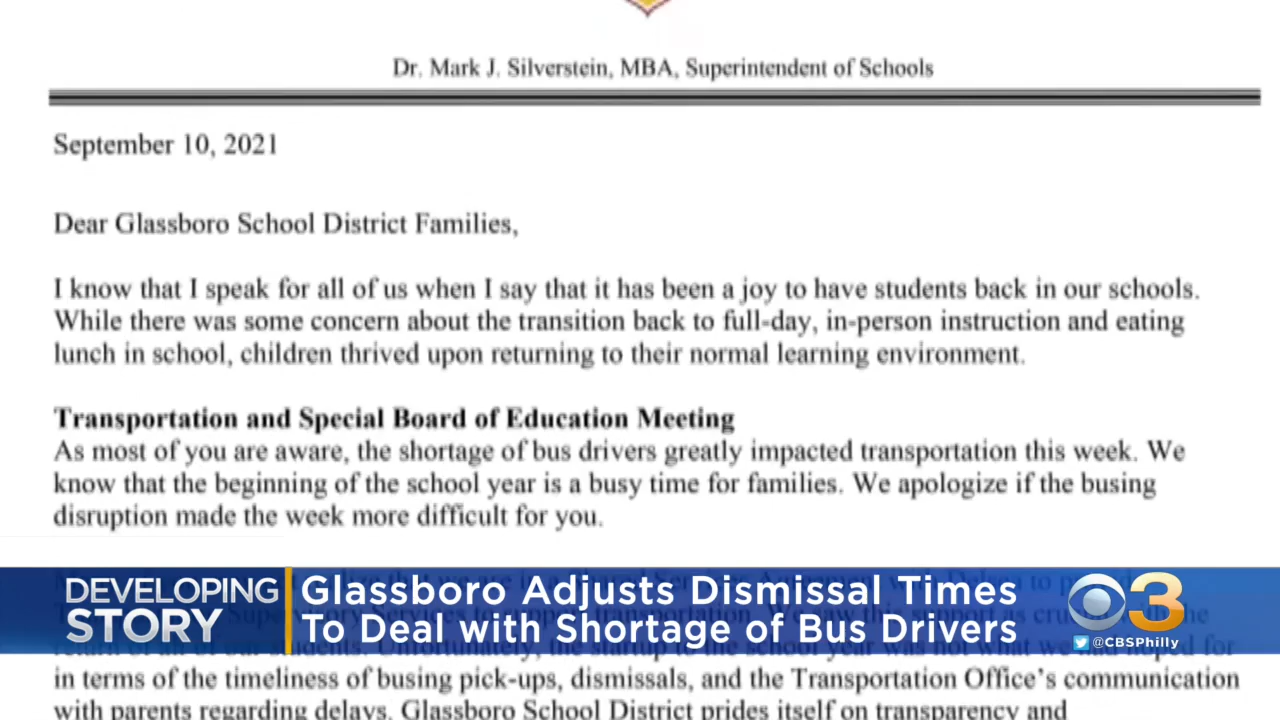 Dr. Mark J. Silverstein, MBA, Superintendent of Schools
September 10, 2021
Dear Glassboro School District Families,
I know that I speak for all of us when I say that it has been a joy to have students back in our schools.
While there was some concern about the transition back to full-day, in-person instruction and eating
lunch in school, children thrived upon returning to their normal learning environment.
Transportation and Special Board of Education Meeting
As most of you are aware, the shortage of bus drivers greatly impacted transportation this week. We
know that the beginning of the school year is a busy time for families. We apologize if the busing
disruption made the week more difficult for you.
DEVELOPING
STORY
Glassboro Adjusts Dismissal Times
To Deal with Shortage of Bus Drivers
3
@CBSPhilly
in terms of the timeliness of busing pick-ups, dismissals, and the Transportation Office's communication
with parents regarding delays. Glassboro School District prides itself on transparency and